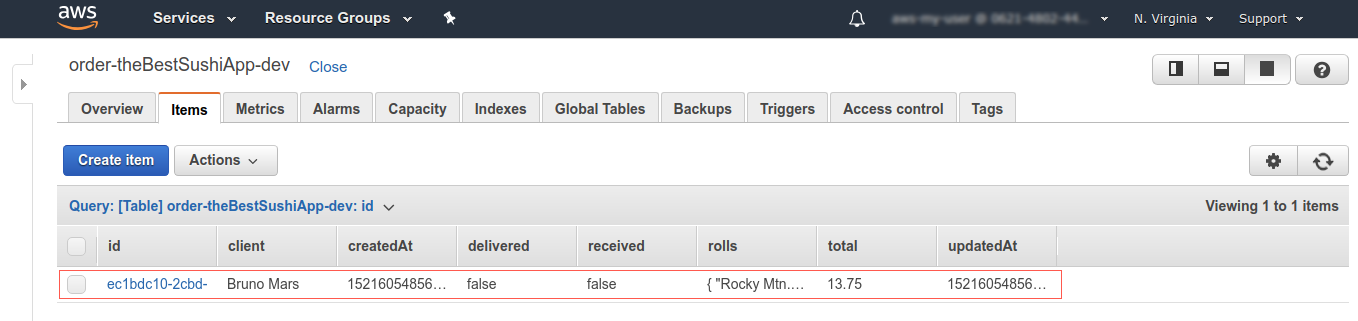 aws Services Resource Groups N. Virginia Support
order-theBestSushiApp-dev Close
Overview Items Metrics Alarms Capacity Indexes Global Tables Backups Triggers Access control Tags
Create item Actions
Query: [Table] order-theBestSushiApp-dev: id Viewing 1 to 1 items
id client createdAt delivered received rolls total updatedAt
ec1bdc10-2cbd- Bruno Mars 15216054856… false false { "Rocky Mtn.… 13.75 15216054856…